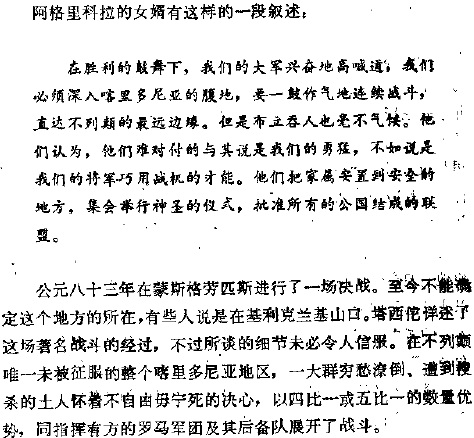 阿格里科拉的女婿有这样的一段叙述：
在胜利的鼓舞下，我们的大军兴奋地高喊道，我们
必须深入喀里多尼亚的腹地，要一鼓作气地连续战斗，
直达不列颠的最远边缘。但是布立吞人也毫不气馁。他
们认为，他们难对付的与其说是我们的勇猛，不如说是
我们的将军巧用战机的才能。他们把家属安置到安全的
地方，集会举行神圣的仪式，批准所有的公国结成的联
盟。
公元八十三年在蒙斯格劳匹斯进行了一场决战。至今不能确
定这个地方的所在，有些人说是在基利克兰基山口。塔西佗详述了
这场著名战斗的经过，不过所谈的细节未必令人信服。在不列颠
唯一未被征服的整个喀里多尼亚地区，一大群穷愁潦倒、遭到搜
杀的土人怀着不自由毋宁死的决心，以四比一或五比一的数量优
势，同指挥有方的罗马军团及其后备队展开了战斗。